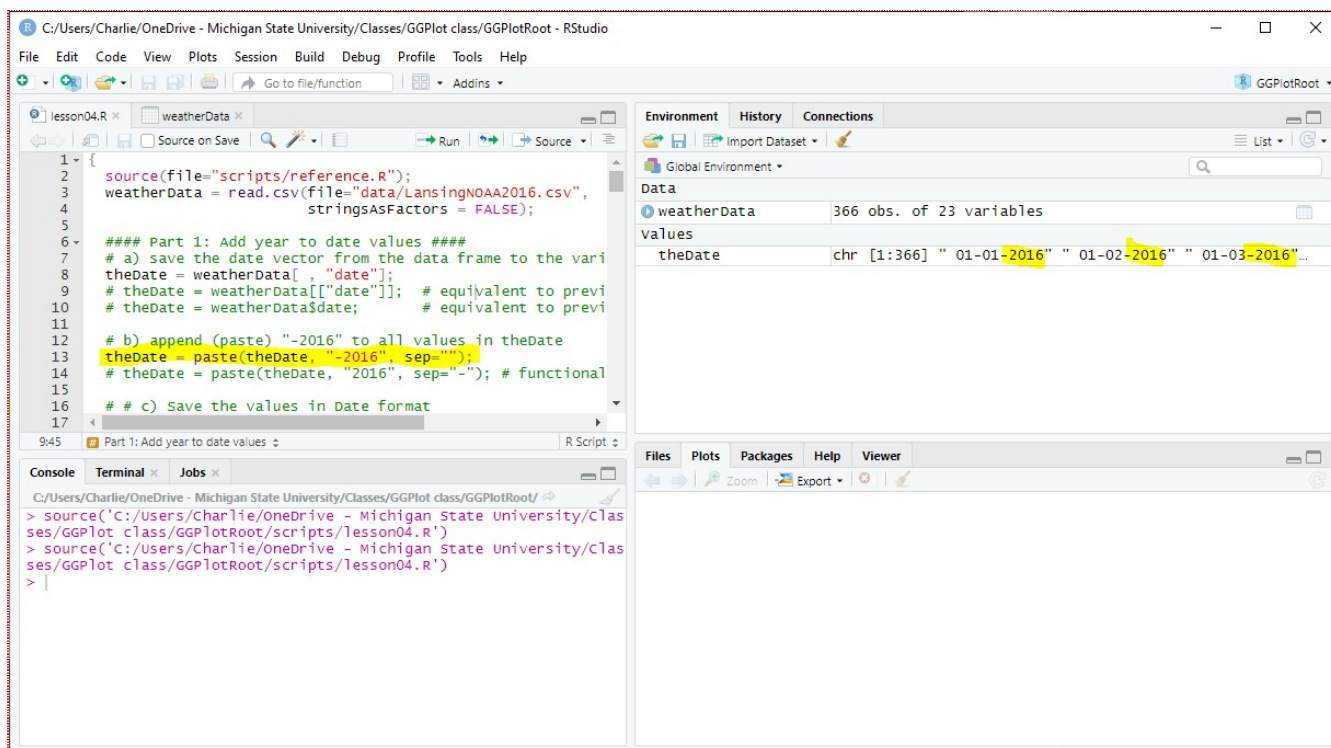 C:/Users/Charlie/OneDrive - Michigan State University/Classes/GGPlot class/GGPlotRoot - RStudio
File Edit Code View Plots Session Build Debug Profile Tools Help
Go to file/function Addins GGPlotRoot
lesson04.R weatherData
Source on Save Run Source
1 {
2 source(file="scripts/reference.R");
3 weatherData = read.csv(file="data/LansingNOAA2016.csv",
4 stringsAsFactors = FALSE);
5
6 #### Part 1: Add year to date values ####
7 # a) save the date vector from the data frame to the vari
8 theDate = weatherData[ , "date"];
9 # theDate = weatherData[["date"]]; # equivalent to previ
10 # theDate = weatherData$date; # equivalent to previ
11
12 # b) append (paste) "-2016" to all values in theDate
13 theDate = paste(theDate, "-2016", sep="");
14 # theDate = paste(theDate, "2016", sep="-"); # functional
15
16 # # c) Save the values in Date format
17
9:45 # Part 1: Add year to date values R Script
Console Terminal Jobs
C:/Users/Charlie/OneDrive - Michigan State University/Classes/GGPlot class/GGPlotRoot/
> source('C:/Users/Charlie/OneDrive - Michigan State University/Clas
ses/GGPlot class/GGPlotRoot/scripts/lesson04.R')
> source('C:/Users/Charlie/OneDrive - Michigan State University/Clas
ses/GGPlot class/GGPlotRoot/scripts/lesson04.R')
>
Environment History Connections
Import Dataset List
Global Environment
Data
weatherData 366 obs. of 23 variables
Values
theDate chr [1:366] " 01-01-2016" " 01-02-2016" " 01-03-2016"…
Files Plots Packages Help Viewer
Zoom Export